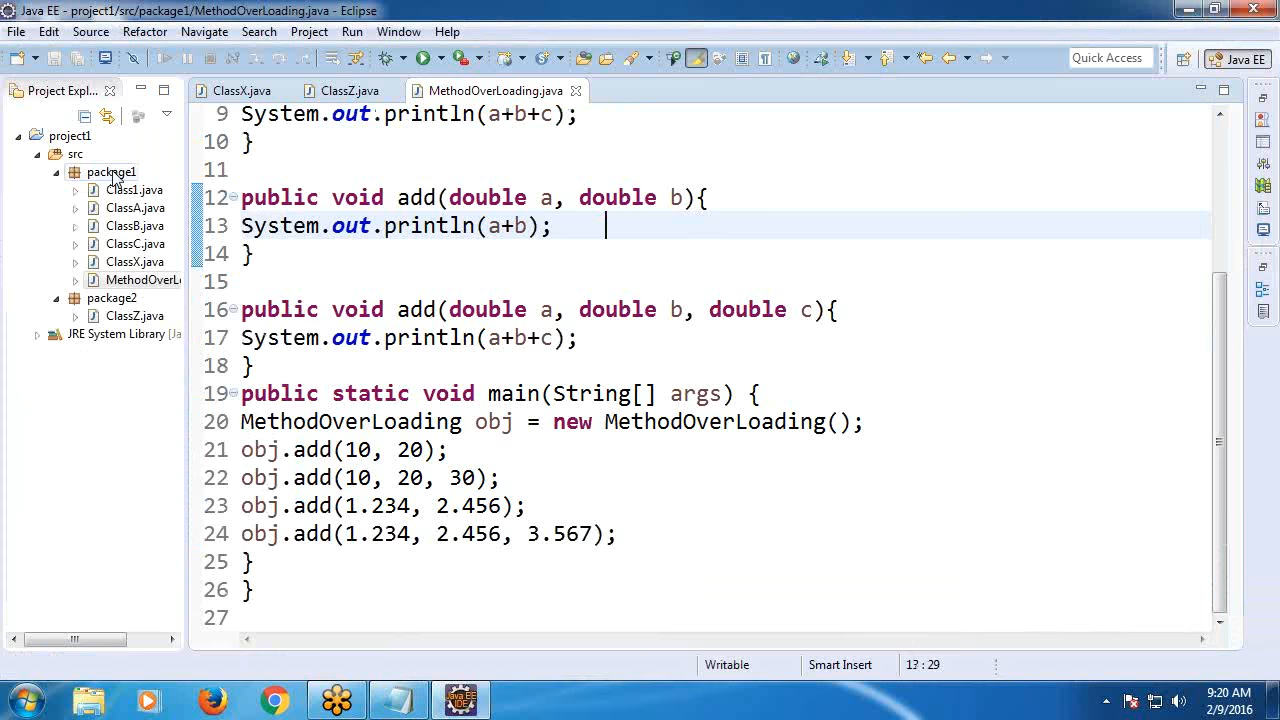 Java EE - project1/src/package1/MethodOverLoading.java - Eclipse
File Edit Source Refactor Navigate Search Project Run Window Help
Quick Access
Java EE
Project Expl...
ClassX.java
ClassZ.java
MethodOverLoading.java
project1
src
package1
Class1.java
ClassA.java
ClassB.java
ClassC.java
ClassX.java
MethodOverLo
package2
ClassZ.java
JRE System Library [Ja
9 System.out.println(a+b+c);
10 }
11
12 public void add(double a, double b){
13 System.out.println(a+b);
14 }
15
16 public void add(double a, double b, double c){
17 System.out.println(a+b+c);
18 }
19 public static void main(String[] args) {
20 MethodOverLoading obj = new MethodOverLoading();
21 obj.add(10, 20);
22 obj.add(10, 20, 30);
23 obj.add(1.234, 2.456);
24 obj.add(1.234, 2.456, 3.567);
25 }
26 }
27
Writable
Smart Insert
13 : 29
Java EE
IDE
9:20 AM
2/9/2016